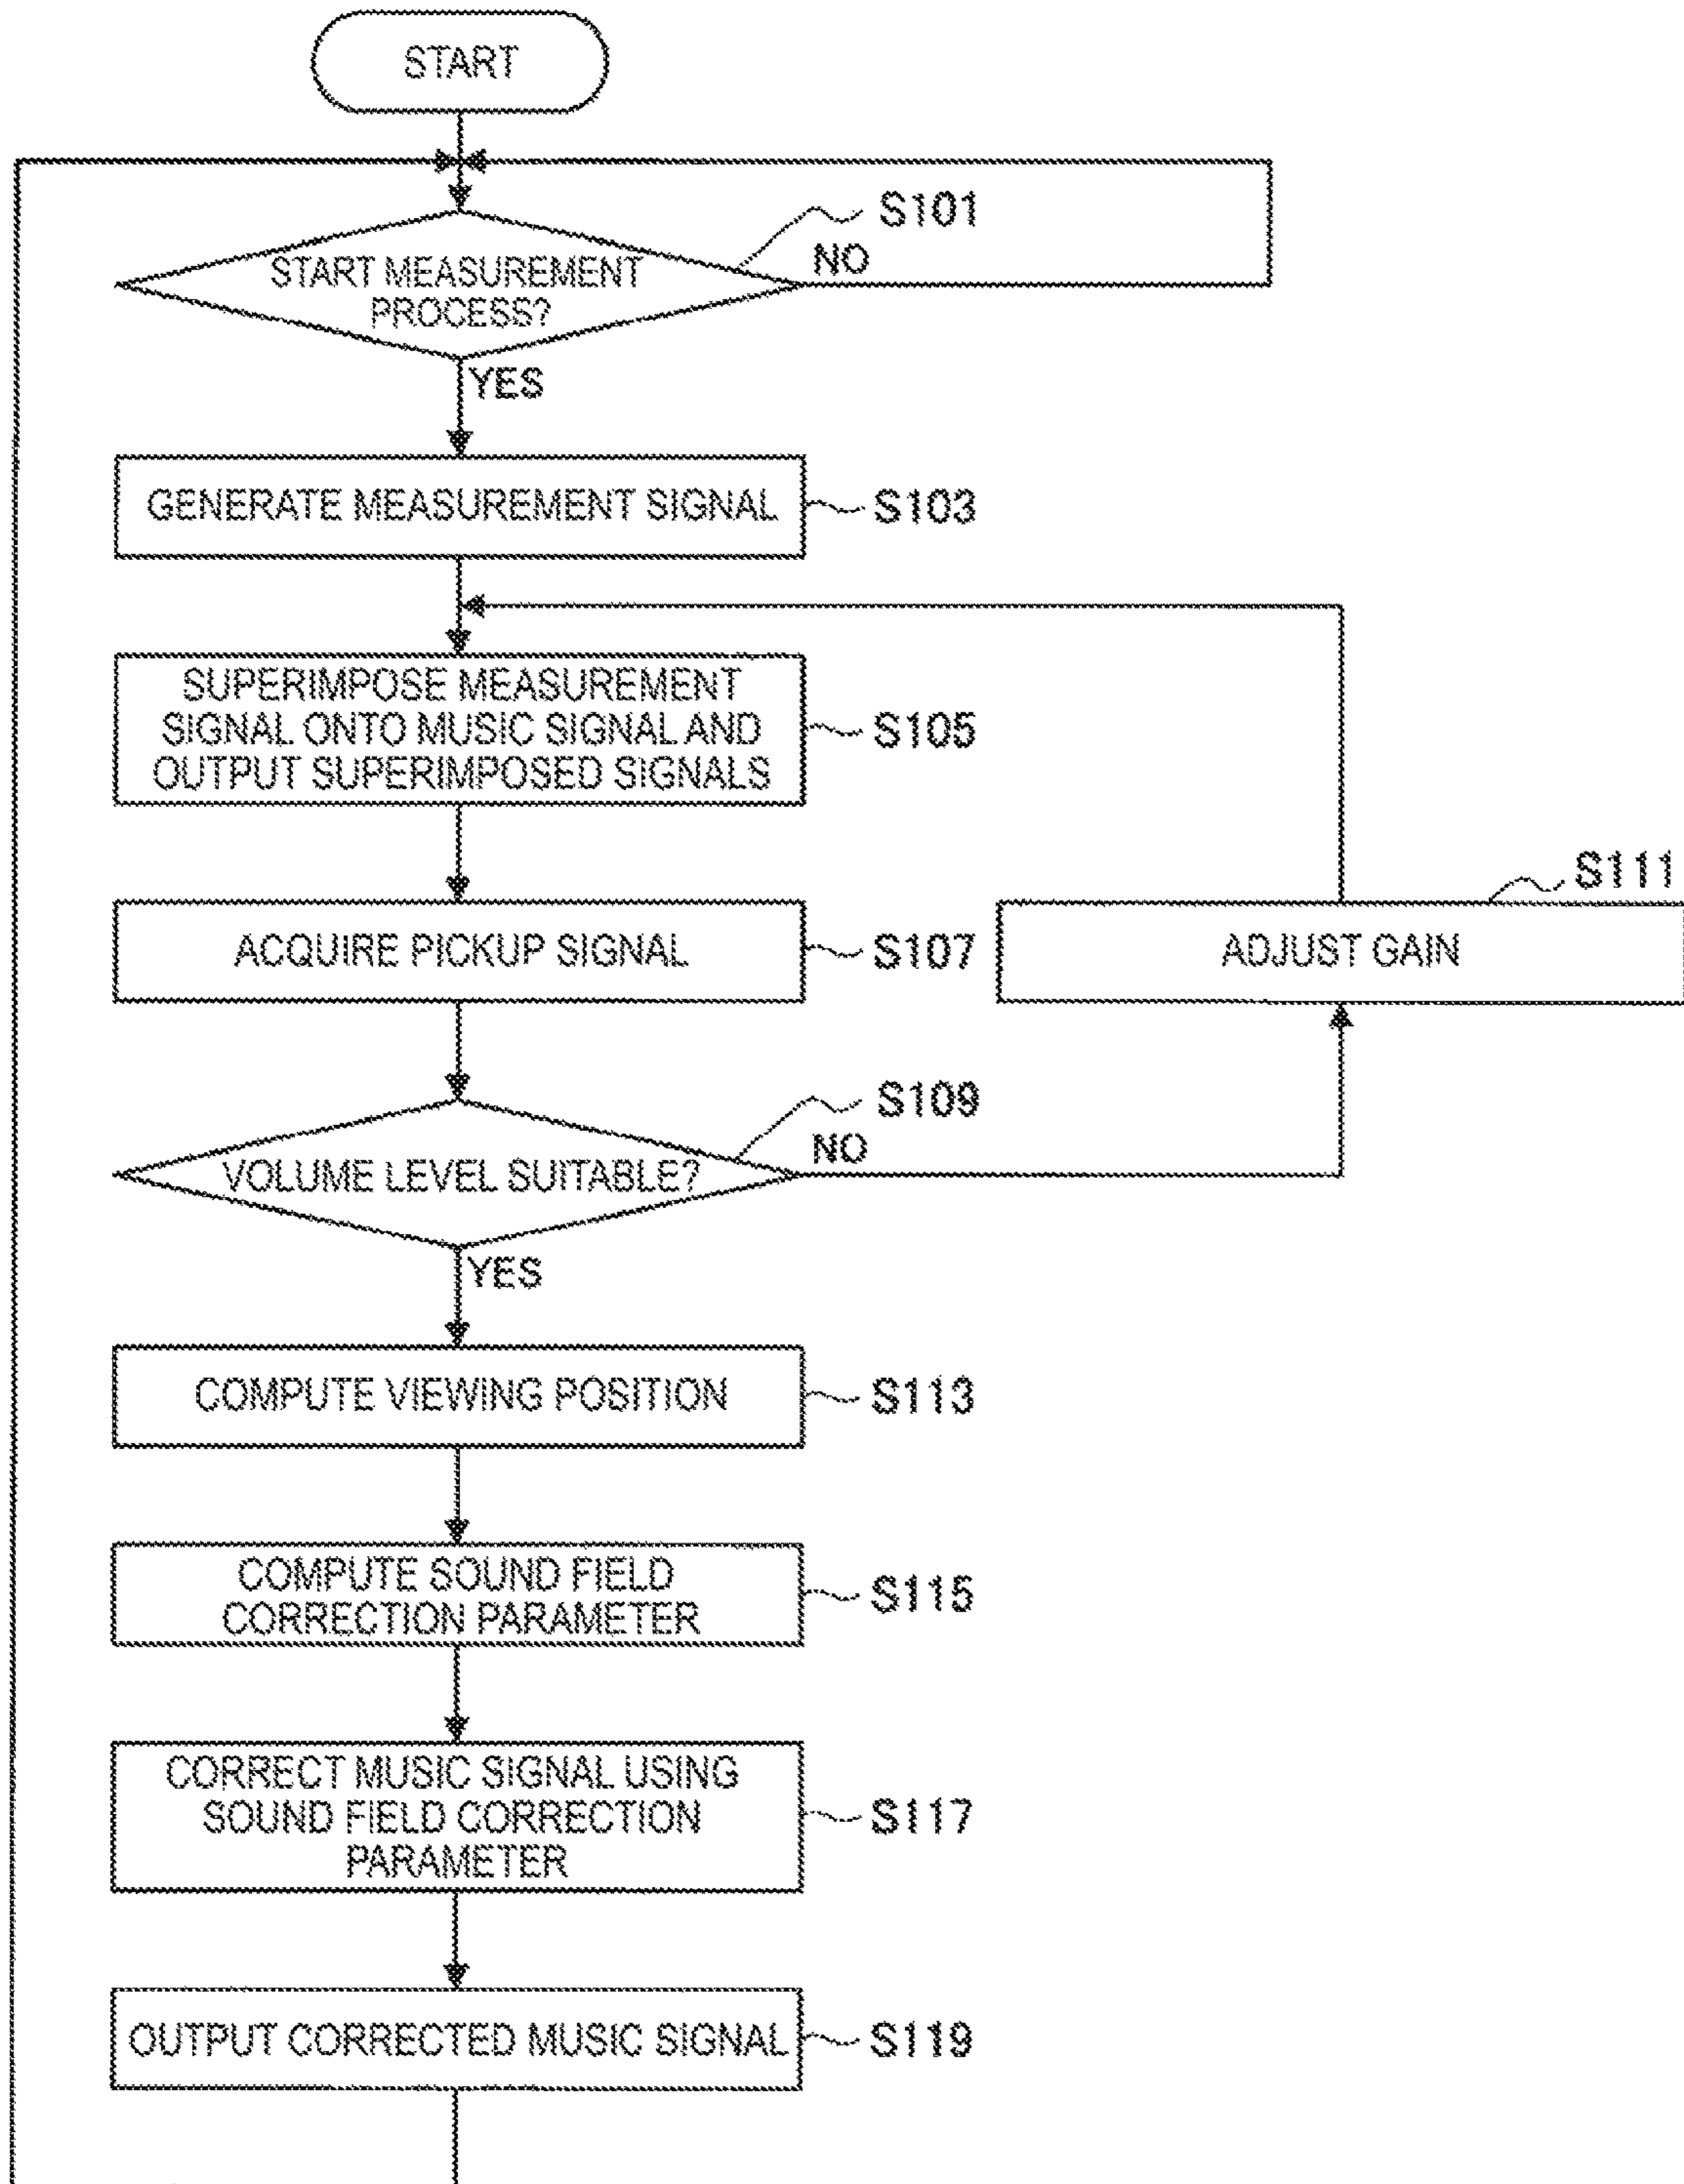 START
S101
START MEASUREMENT
PROCESS?
NO
YES
GENERATE MEASUREMENT SIGNAL
S103
SUPERIMPOSE MEASUREMENT
SIGNAL ONTO MUSIC SIGNAL AND
OUTPUT SUPERIMPOSED SIGNALS
S105
ACQUIRE PICKUP SIGNAL
S107
S111
ADJUST GAIN
S109
VOLUME LEVEL SUITABLE?
NO
YES
COMPUTE VIEWING POSITION
S113
COMPUTE SOUND FIELD
CORRECTION PARAMETER
S115
CORRECT MUSIC SIGNAL USING
SOUND FIELD CORRECTION
PARAMETER
S117
OUTPUT CORRECTED MUSIC SIGNAL
S119